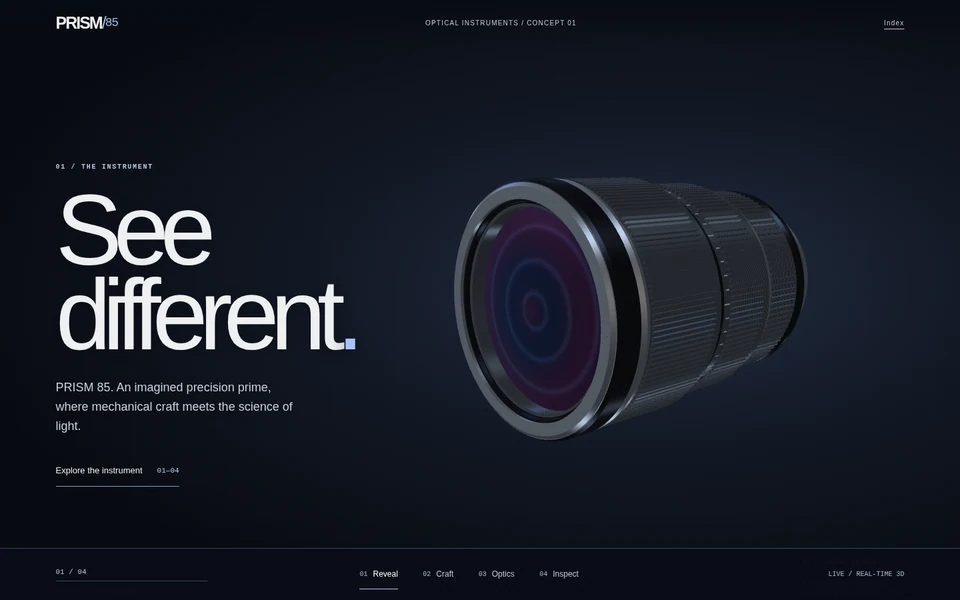 PRISM/85
OPTICAL INSTRUMENTS / CONCEPT 01
Index
01 / THE INSTRUMENT
See
different.
PRISM 85. An imagined precision prime,
where mechanical craft meets the science of
light.
Explore the instrument 01—04
01 / 04
01 Reveal
02 Craft
03 Optics
04 Inspect
LIVE / REAL-TIME 3D